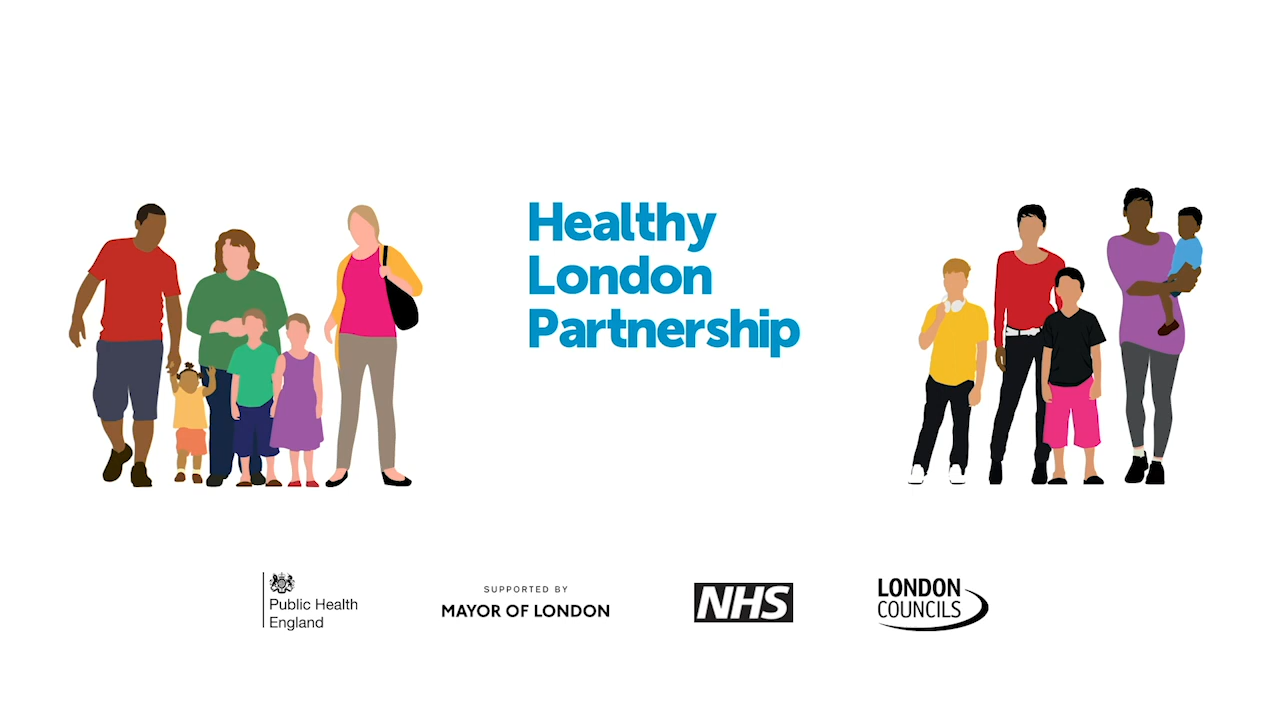 Healthy
London
Partnership
Public Health
England
SUPPORTED BY
MAYOR OF LONDON
NHS
LONDON
COUNCILS